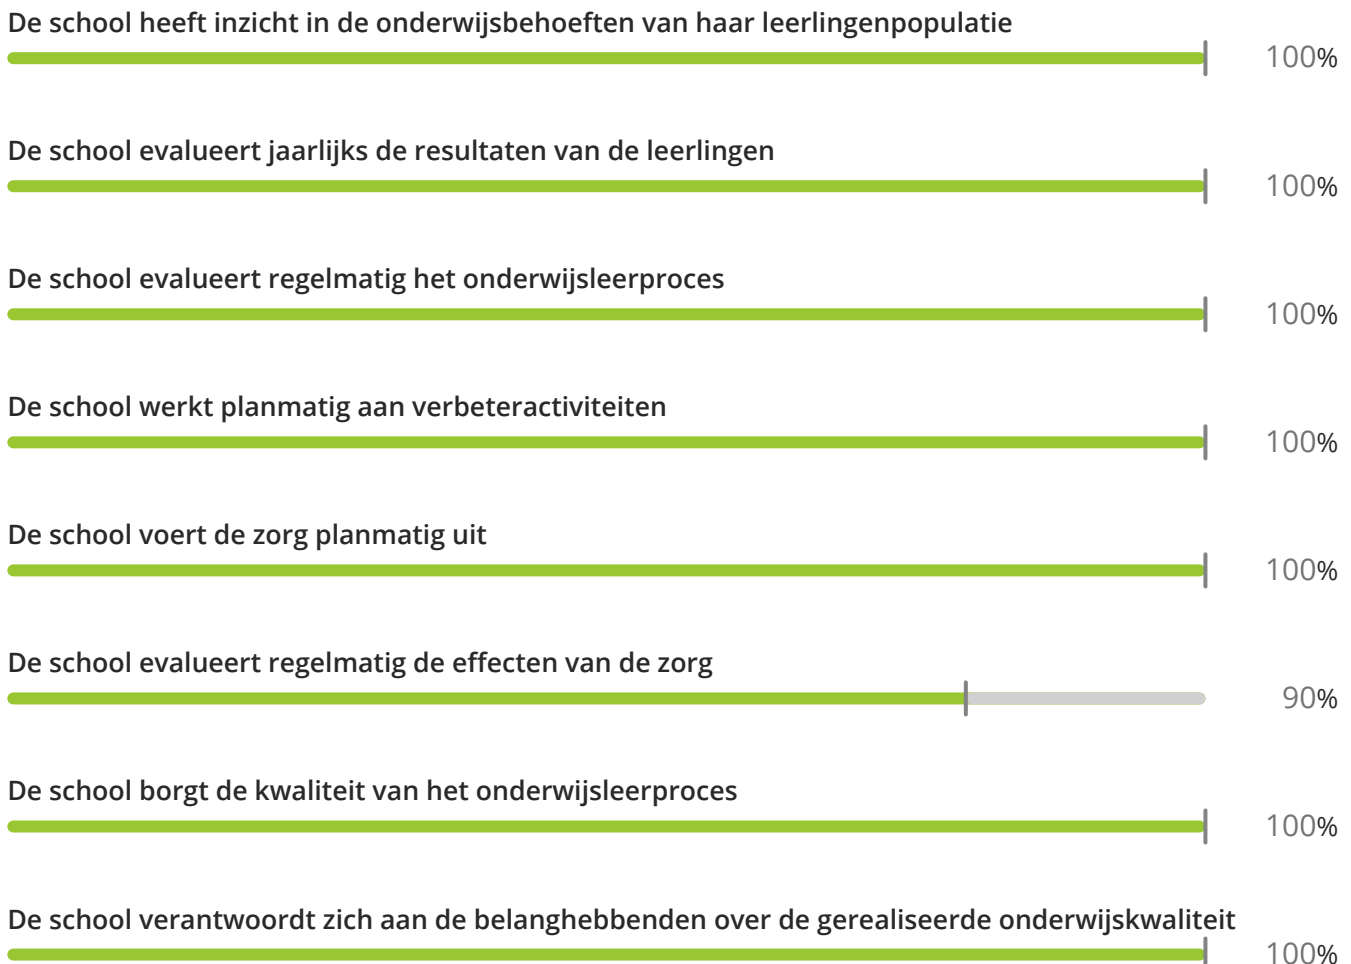 De school heeft inzicht in de onderwijsbehoeften van haar leerlingenpopulatie
100%
De school evalueert jaarlijks de resultaten van de leerlingen
100%
De school evalueert regelmatig het onderwijsleerproces
100%
De school werkt planmatig aan verbeteractiviteiten
100%
De school voert de zorg planmatig uit
100%
De school evalueert regelmatig de effecten van de zorg
90%
De school borgt de kwaliteit van het onderwijsleerproces
100%
De school verantwoordt zich aan de belanghebbenden over de gerealiseerde onderwijskwaliteit
100%